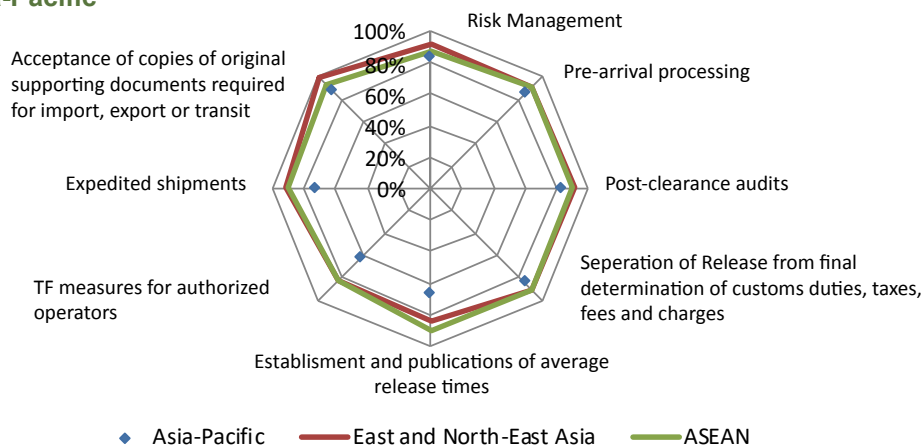 -Pacific
Risk Management
100%
Acceptance of copies of original
supporting documents required
for import, export or transit
80%
Pre-arrival processing
60%
40%
20%
Expedited shipments
0%
Post-clearance audits
TF measures for authorized
operators
Seperation of Release from final
determination of customs duties, taxes,
fees and charges
Establisment and publications of average
release times
Asia-Pacific
East and North-East Asia
ASEAN